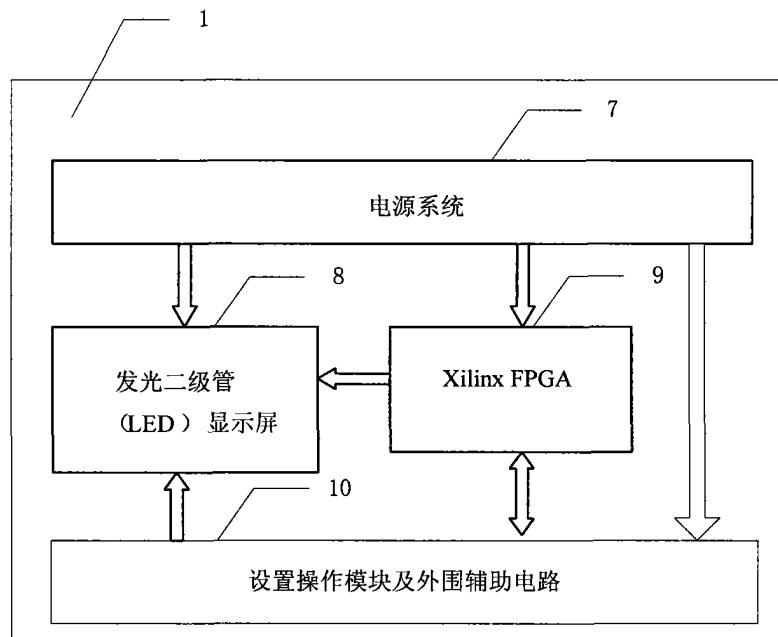 1
7
电源系统
8
9
发光二级管
(LED ) 显示屏
Xilinx FPGA
10
设置操作模块及外围辅助电路